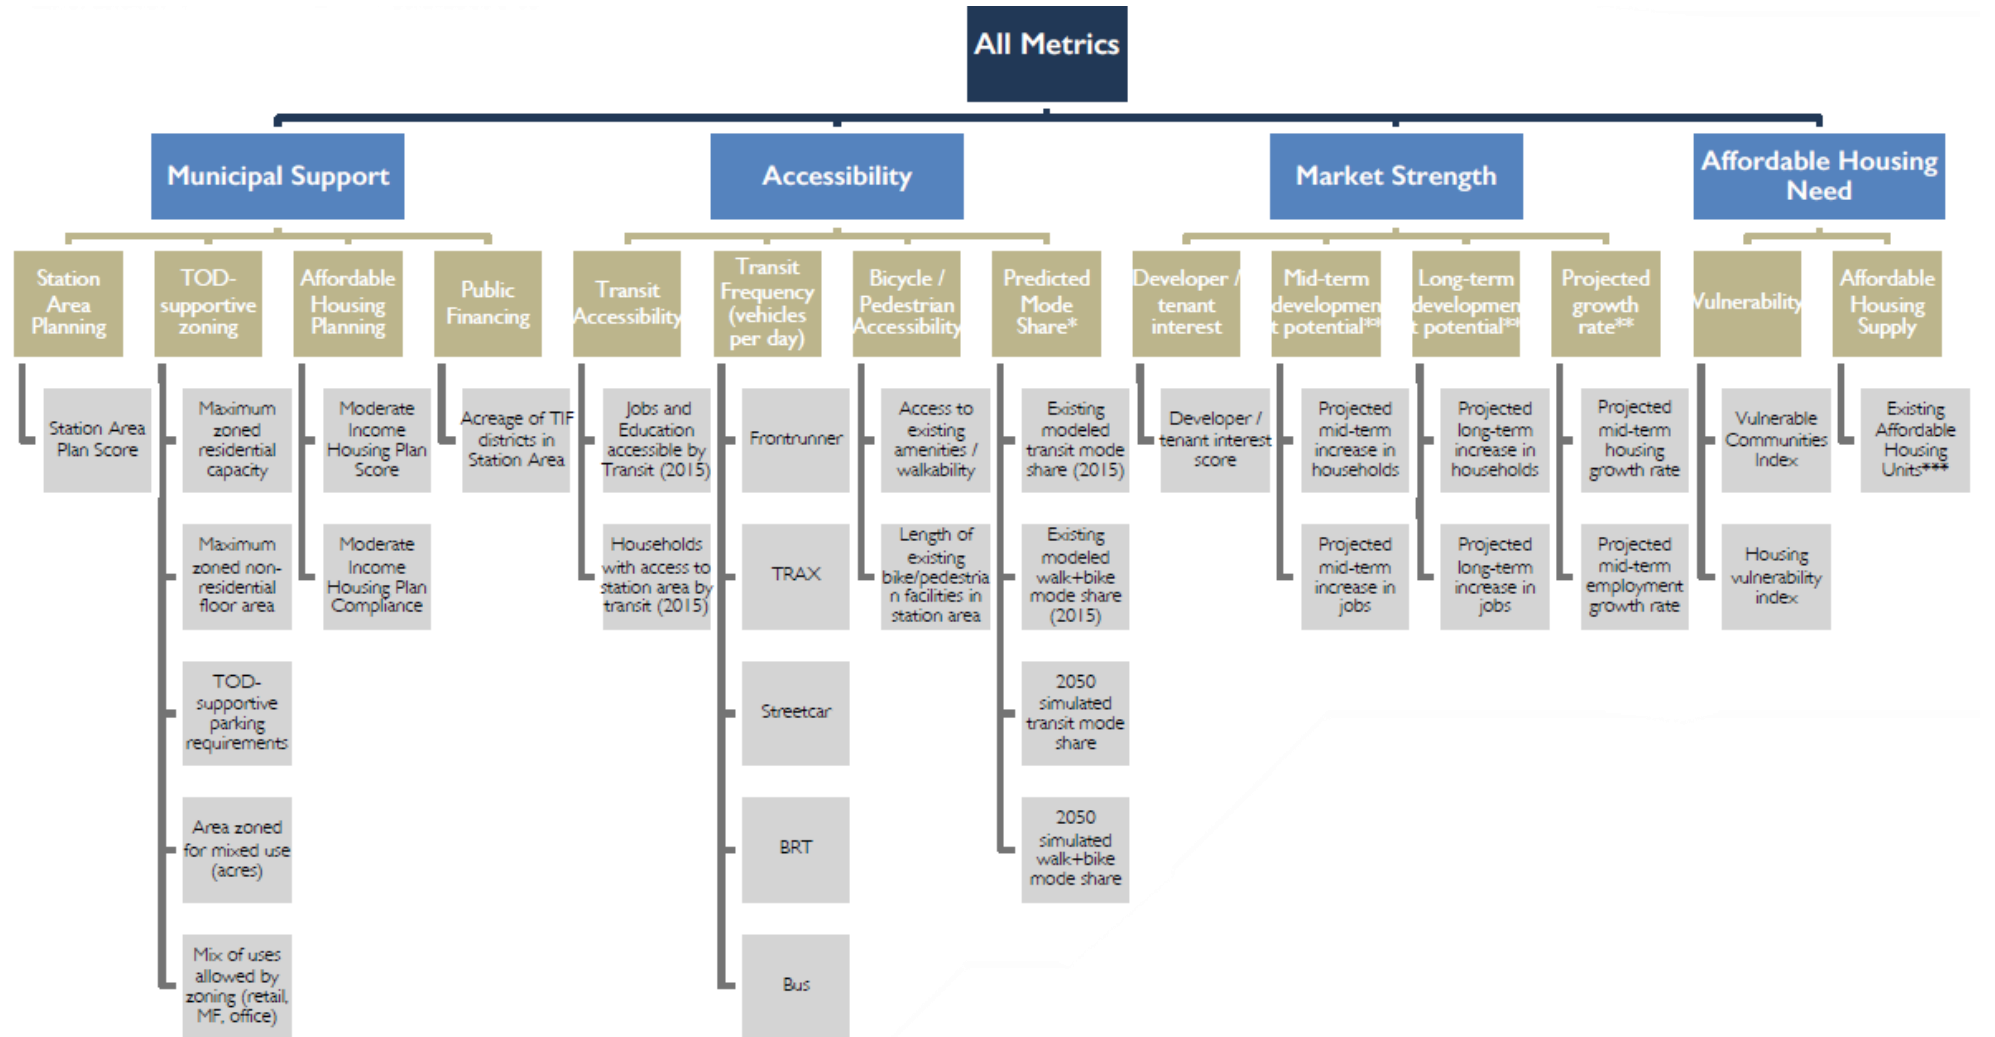 All Metrics
Municipal Support
Accessibility
Market Strength
Affordable Housing
Need
Station
Area
Planning
TOD-
supportive
zoning
Affordable
Housing
Planning
Public
Financing
Transit
Accessibility
Transit
Frequency
(vehicles
per day)
Bicycle /
Pedestrian
Accessibility
Predicted
Mode
Share*
Developer /
tenant
interest
Mid-term
developmen
t potential**
Long-term
developmen
t potential**
Projected
growth
rate**
Vulnerability
Affordable
Housing
Supply
Station Area
Plan Score
Maximum
zoned
residential
capacity
Maximum
zoned non-
residential
floor area
TOD-
supportive
parking
requirements
Area zoned
for mixed use
(acres)
Mix of uses
allowed by
zoning (retail,
MF, office)
Moderate
Income
Housing Plan
Score
Moderate
Income
Housing Plan
Compliance
Acreage of TIF
districts in
Station Area
Jobs and
Education
accessible by
Transit (2015)
Households
with access to
station area by
transit (2015)
Frontrunner
TRAX
Streetcar
BRT
Bus
Access to
existing
amenities /
walkability
Length of
existing
bike/pedestria
n facilities in
station area
Existing
modeled
transit mode
share (2015)
Existing
modeled
walk+bike
mode share
(2015)
2050
simulated
transit mode
share
2050
simulated
walk+bike
mode share
Developer /
tenant interest
score
Projected
mid-term
increase in
households
Projected
mid-term
increase in
jobs
Projected
long-term
increase in
households
Projected
long-term
increase in
jobs
Projected
mid-term
housing
growth rate
Projected
mid-term
employment
growth rate
Vulnerable
Communities
Index
Housing
vulnerability
index
Existing
Affordable
Housing
Units***